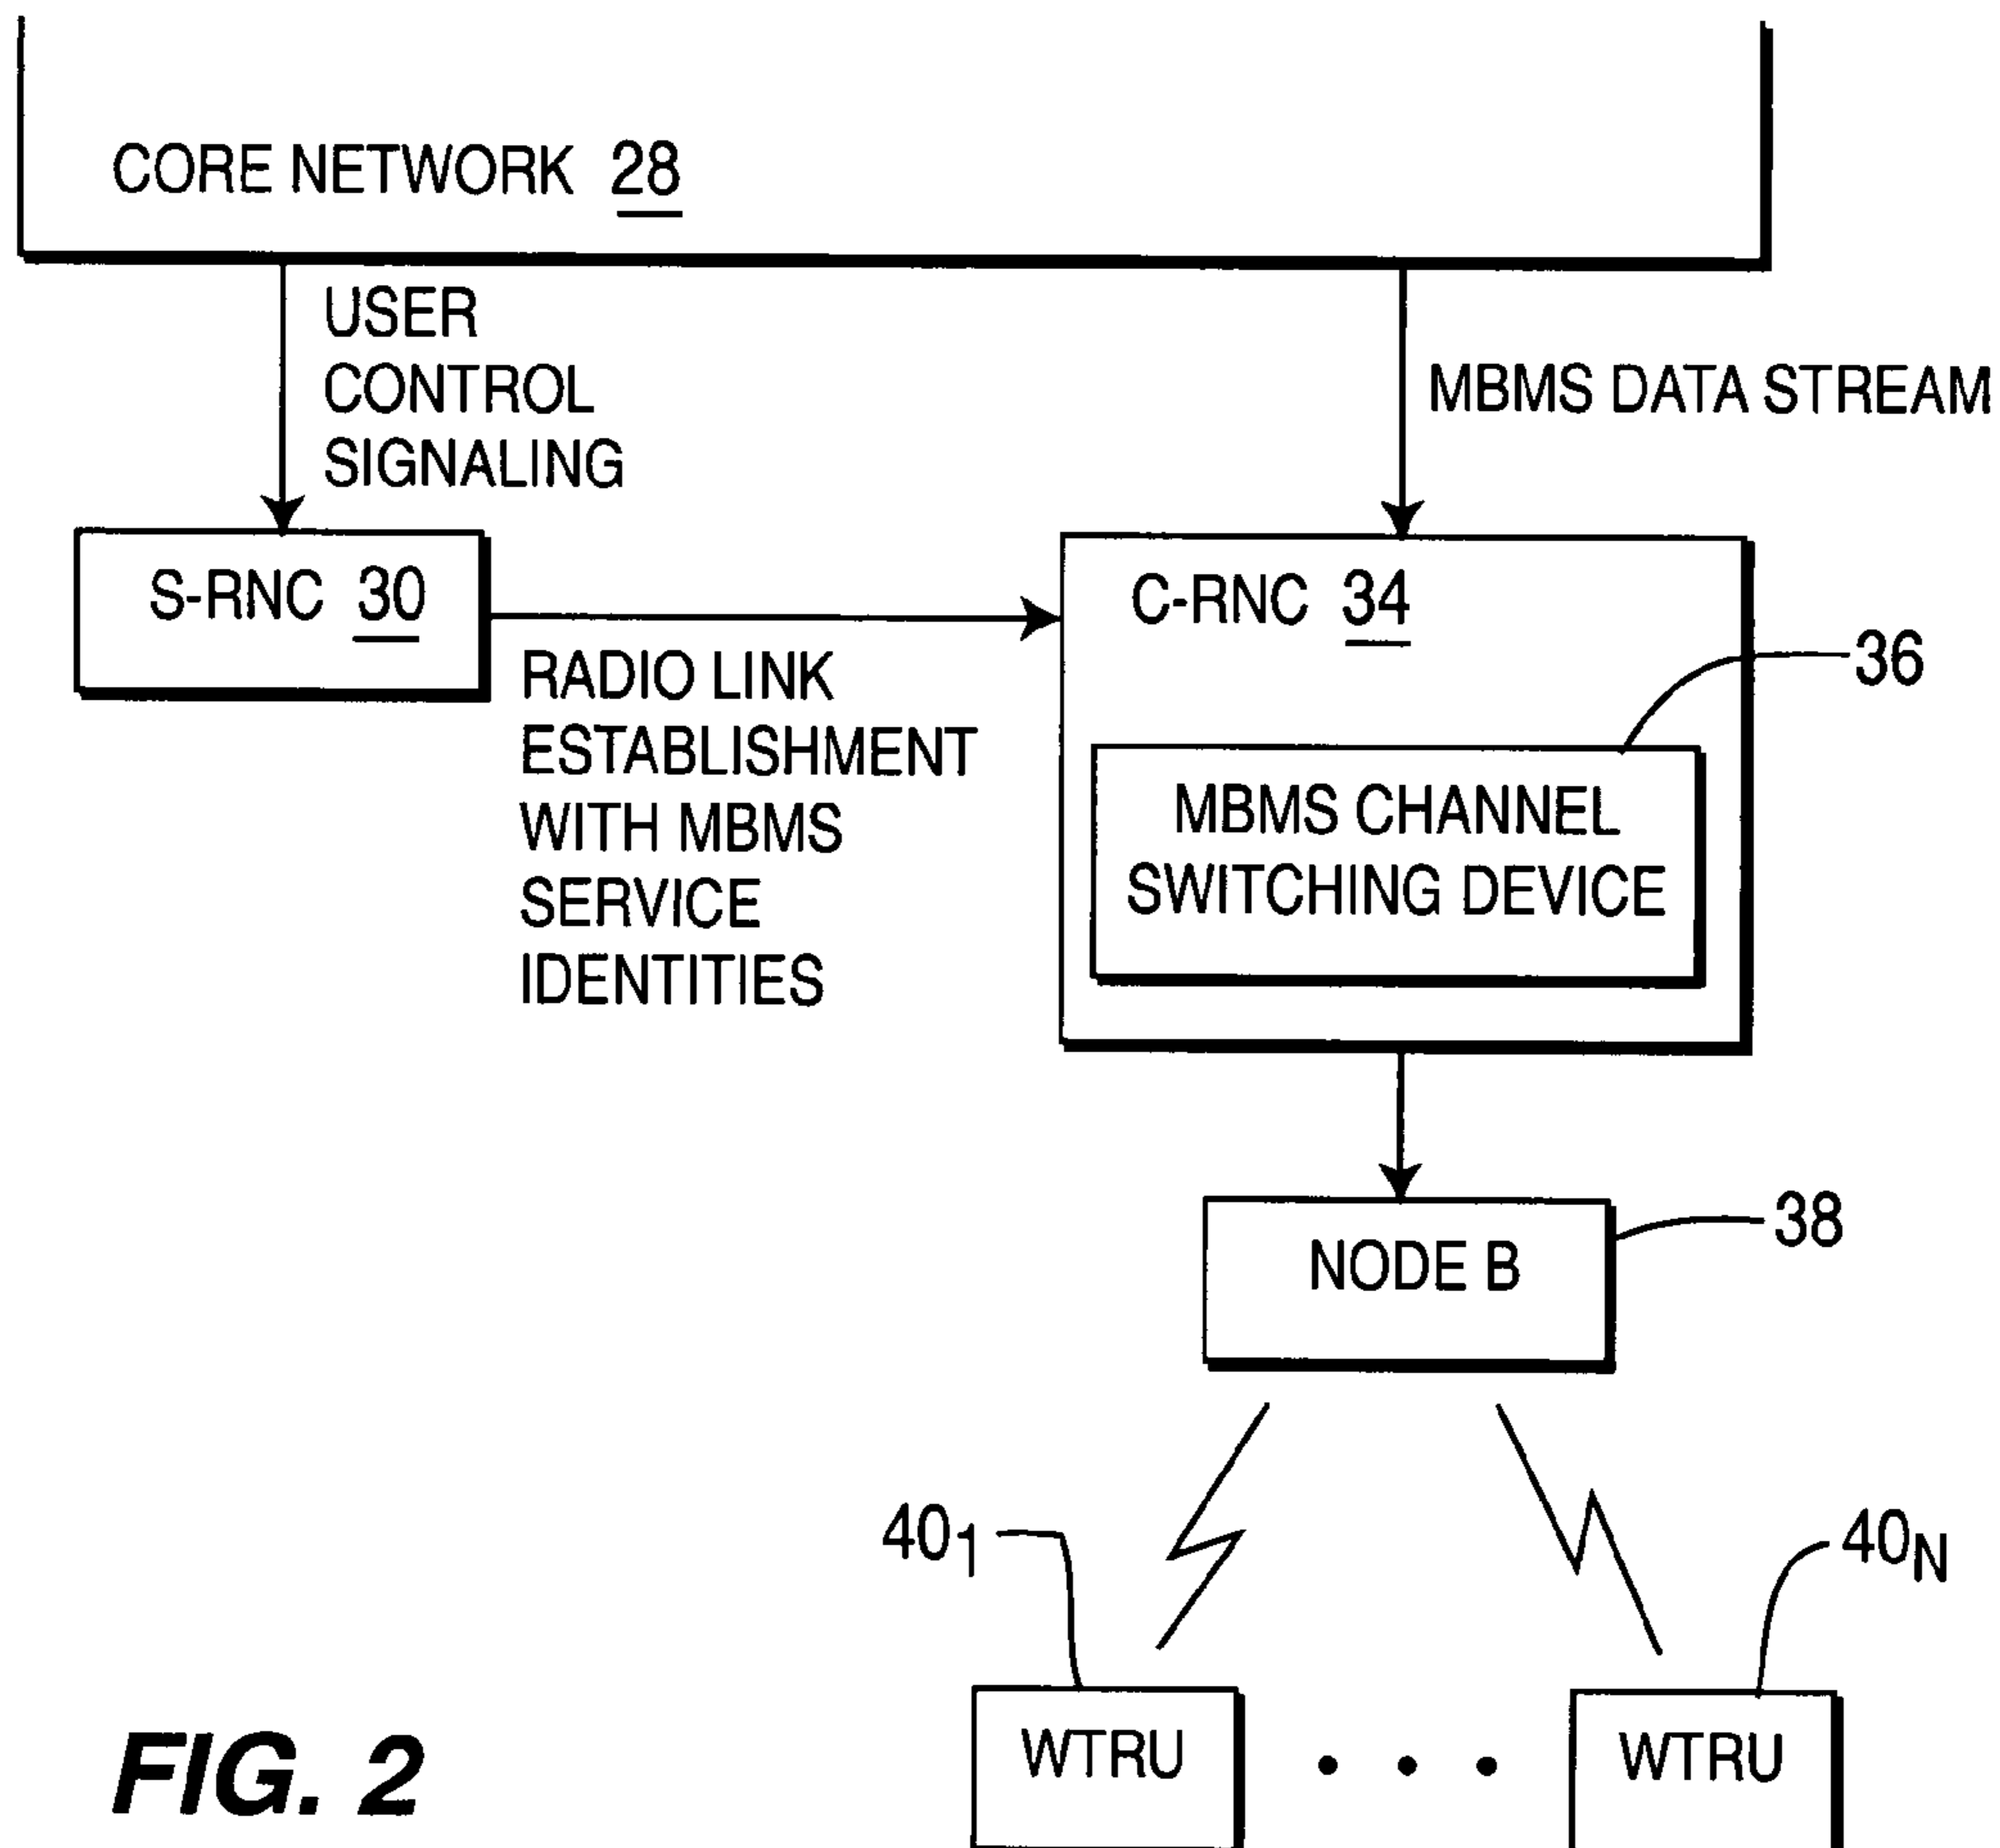 CORE NETWORK 28
USER
CONTROL
SIGNALING
MBMS DATA STREAM
S-RNC 30
C-RNC 34
RADIO LINK
ESTABLISHMENT
WITH MBMS
SERVICE
IDENTITIES
36
MBMS CHANNEL
SWITCHING DEVICE
NODE B
38
40₁
40N
WTRU
• • •
WTRU
FIG. 2